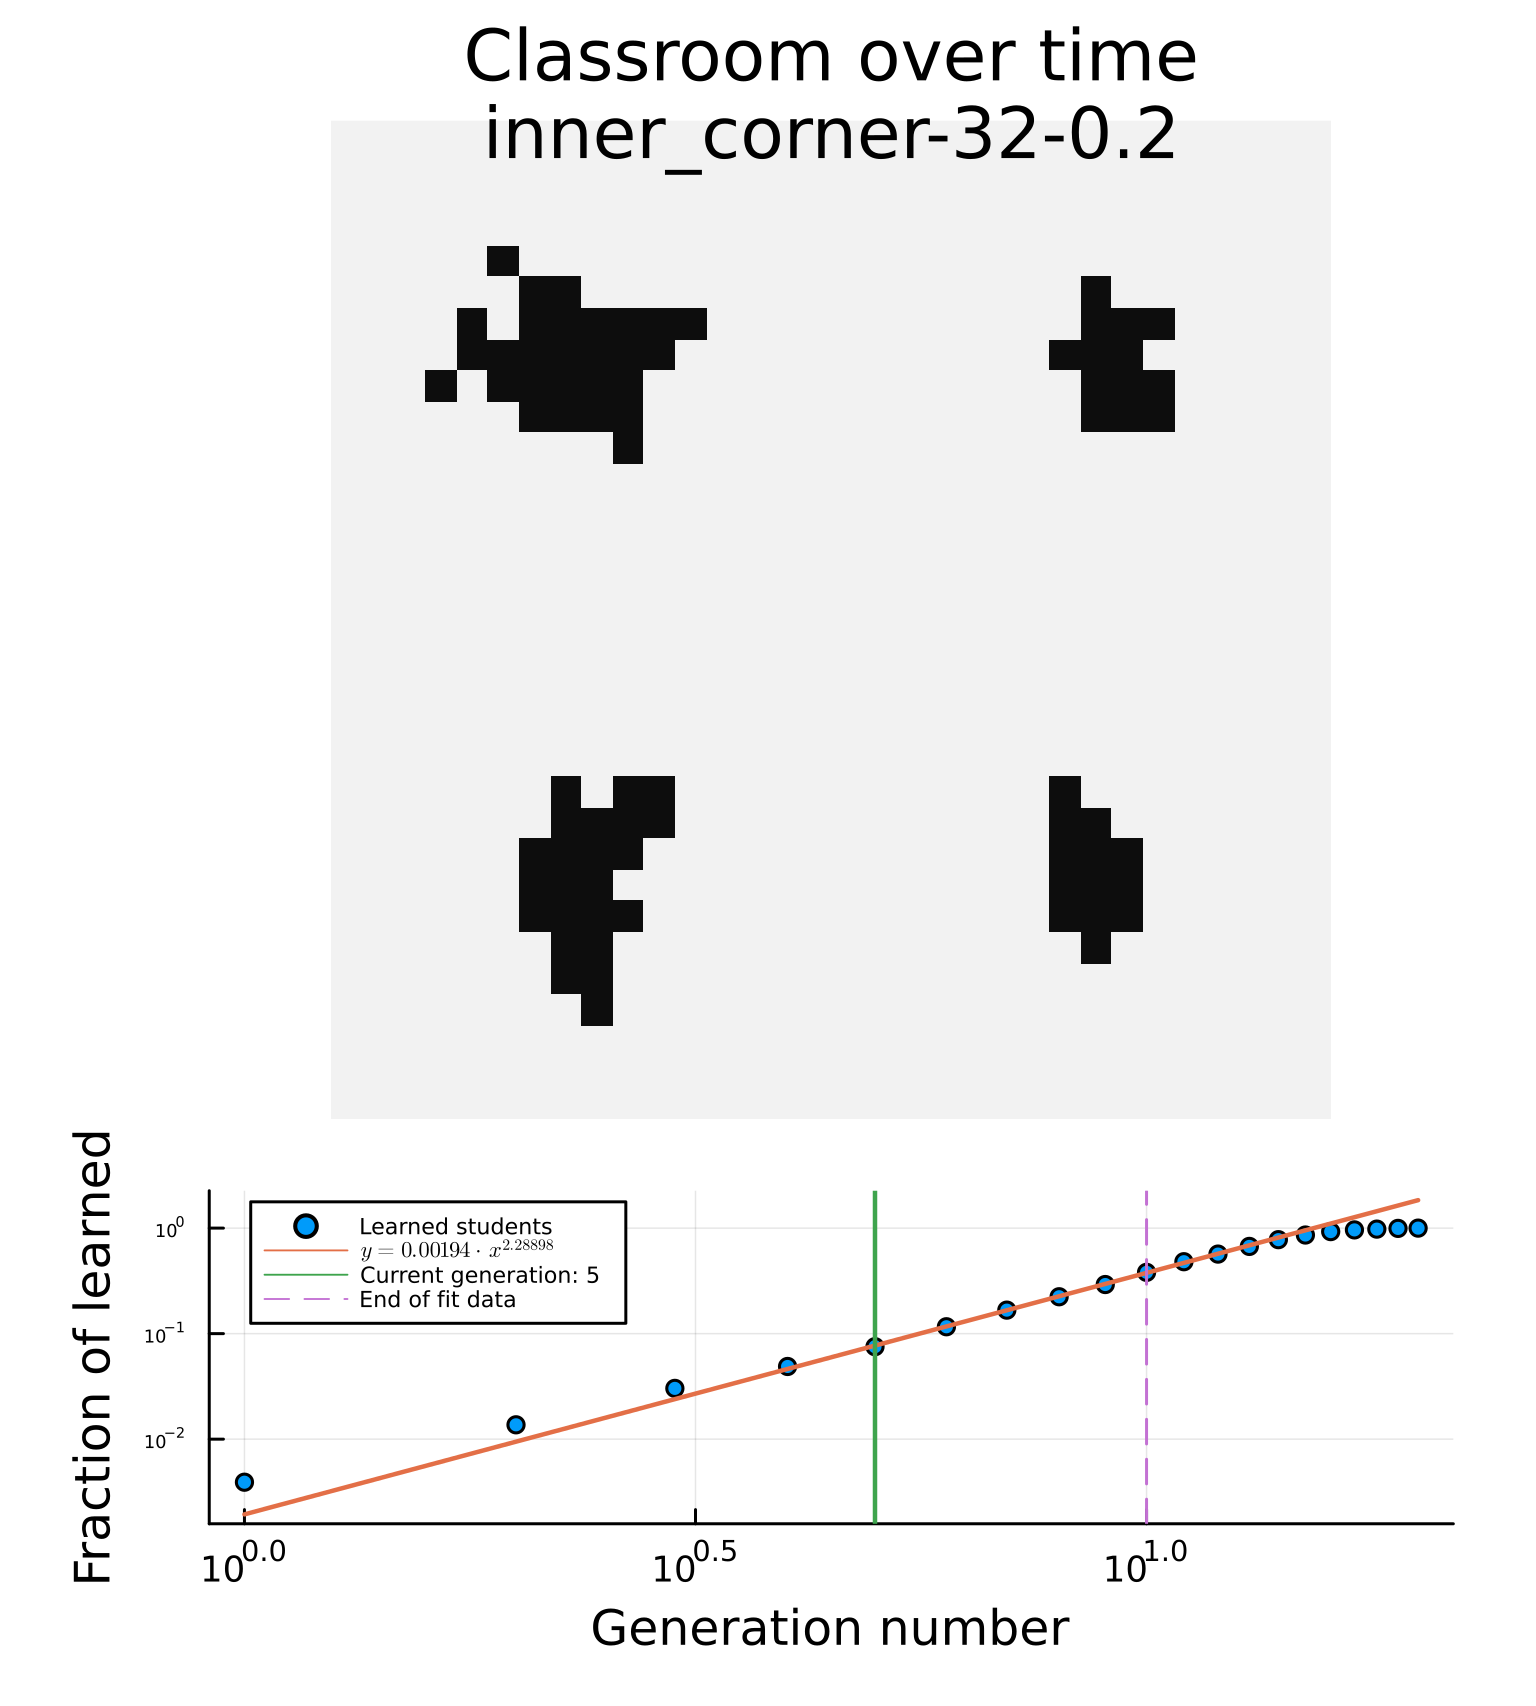 Classroom over time
inner_corner-32-0.2
Fraction of learned
10^0
10^−1
10^−2
Learned students
y = 0.00194 · x^2.28898
Current generation: 5
End of fit data
10^0.0 10^0.5 10^1.0
Generation number